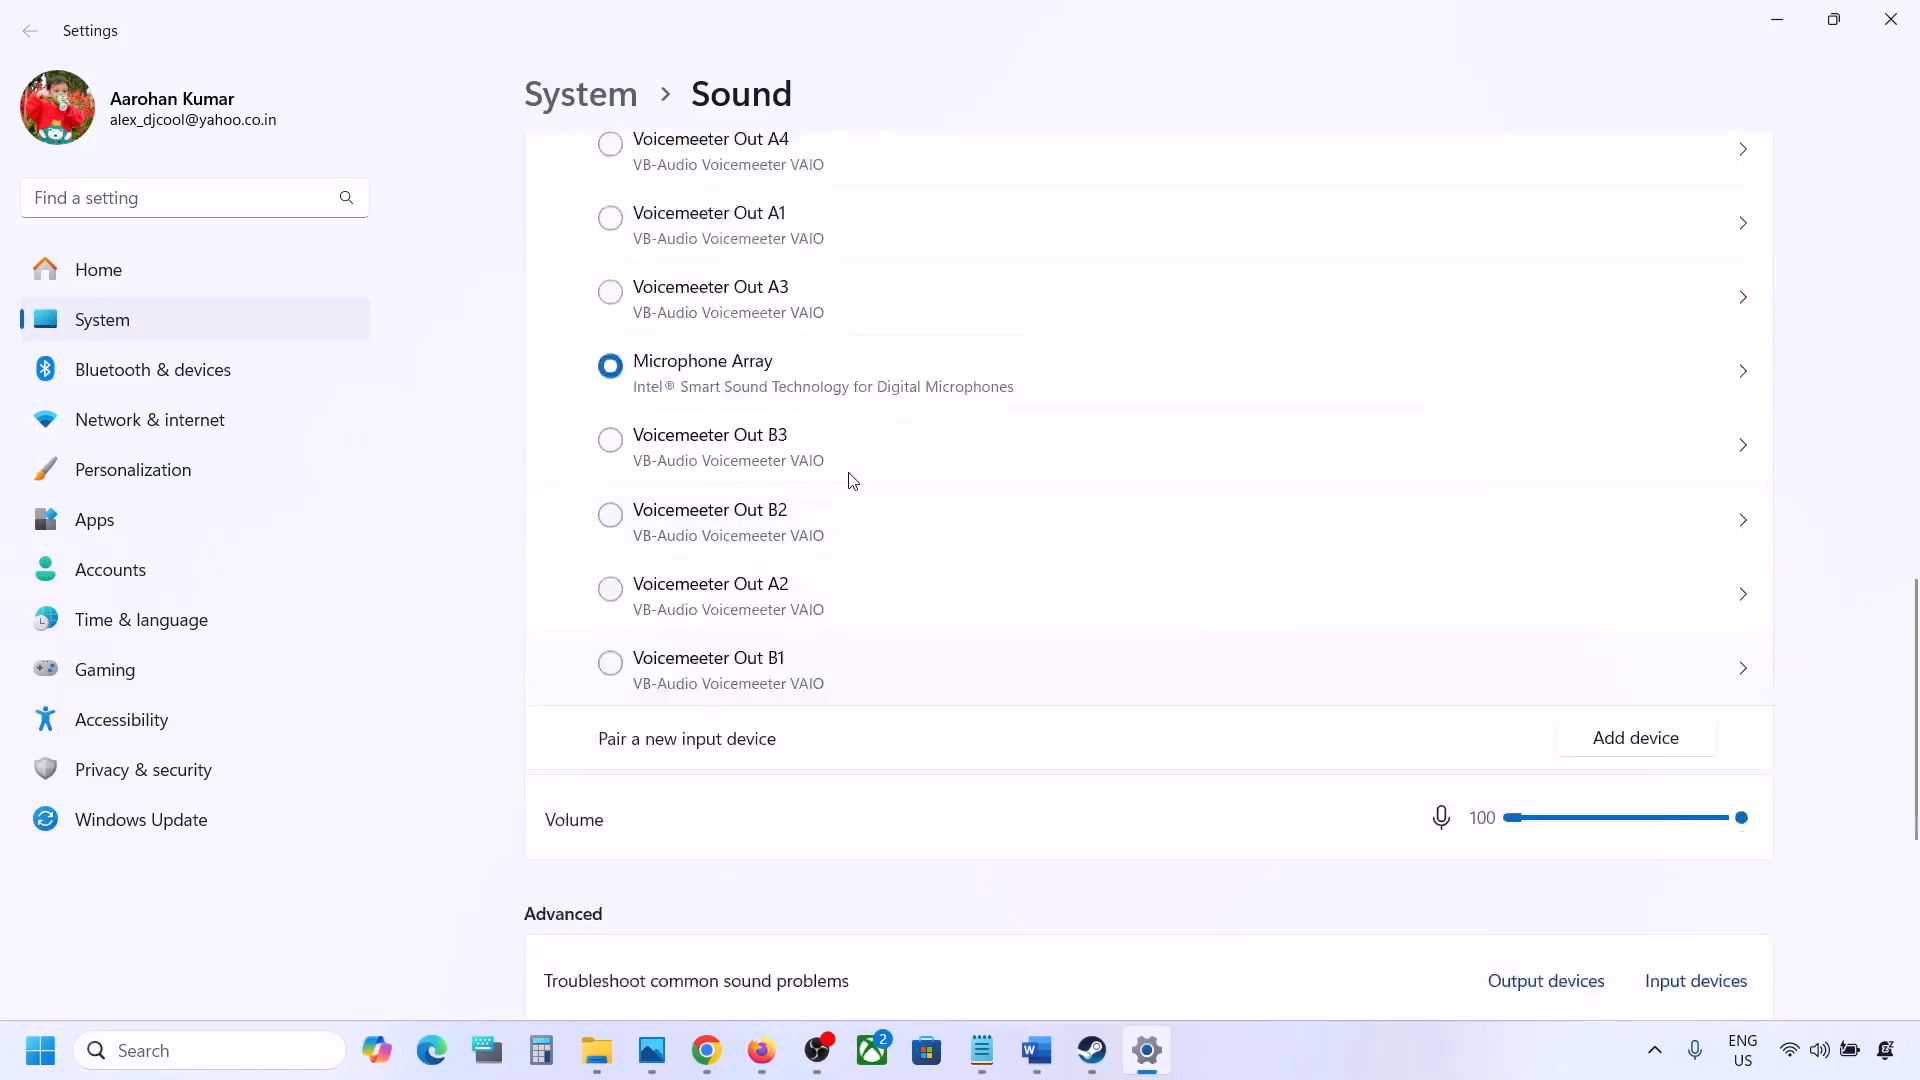 Settings
Aarohan Kumar
alex_djcool@yahoo.co.in
Find a setting
Home
System
Bluetooth & devices
Network & internet
Personalization
Apps
Accounts
Time & language
Gaming
Accessibility
Privacy & security
Windows Update
System > Sound
Voicemeeter Out A4
VB-Audio Voicemeeter VAIO
Voicemeeter Out A1
VB-Audio Voicemeeter VAIO
Voicemeeter Out A3
VB-Audio Voicemeeter VAIO
Microphone Array
Intel® Smart Sound Technology for Digital Microphones
Voicemeeter Out B3
VB-Audio Voicemeeter VAIO
Voicemeeter Out B2
VB-Audio Voicemeeter VAIO
Voicemeeter Out A2
VB-Audio Voicemeeter VAIO
Voicemeeter Out B1
VB-Audio Voicemeeter VAIO
Pair a new input device Add device
Volume 100
Advanced
Troubleshoot common sound problems Output devices Input devices
Search 2 ENG
US